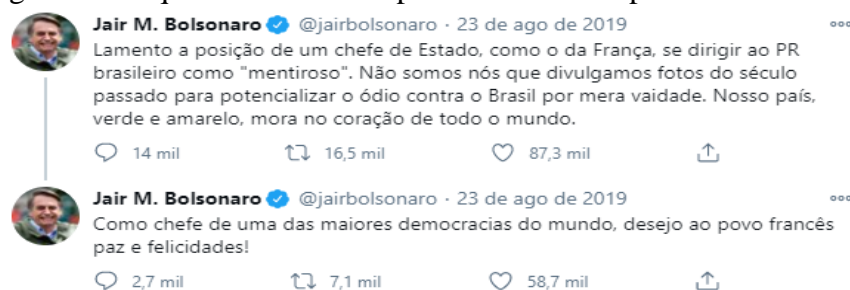 Jair M. Bolsonaro @jairbolsonaro · 23 de ago de 2019
Lamento a posição de um chefe de Estado, como o da França, se dirigir ao PR
brasileiro como "mentiroso". Não somos nós que divulgamos fotos do século
passado para potencializar o ódio contra o Brasil por mera vaidade. Nosso país,
verde e amarelo, mora no coração de todo o mundo.
14 mil 16,5 mil 87,3 mil
Jair M. Bolsonaro @jairbolsonaro · 23 de ago de 2019
Como chefe de uma das maiores democracias do mundo, desejo ao povo francês
paz e felicidades!
2,7 mil 7,1 mil 58,7 mil